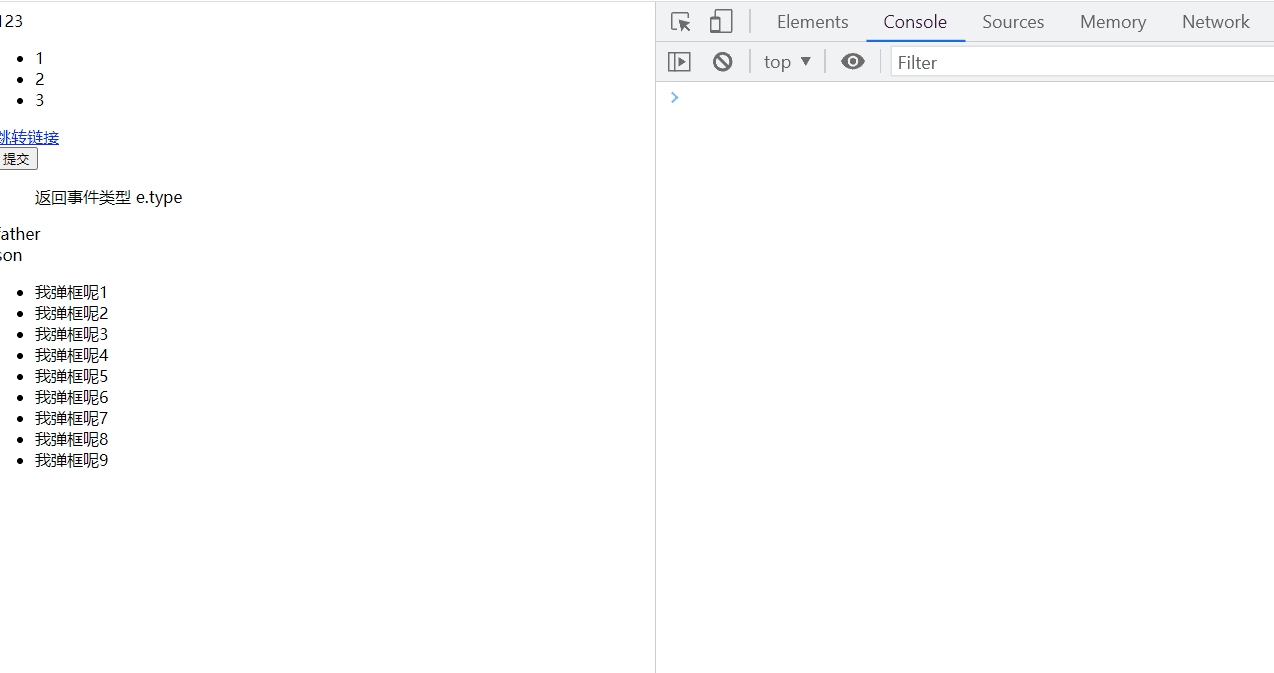 123
1
2
3
跳转链接
提交
返回事件类型 e.type
father
son
我弹框呢1
我弹框呢2
我弹框呢3
我弹框呢4
我弹框呢5
我弹框呢6
我弹框呢7
我弹框呢8
我弹框呢9
Elements Console Sources Memory Network
top Filter